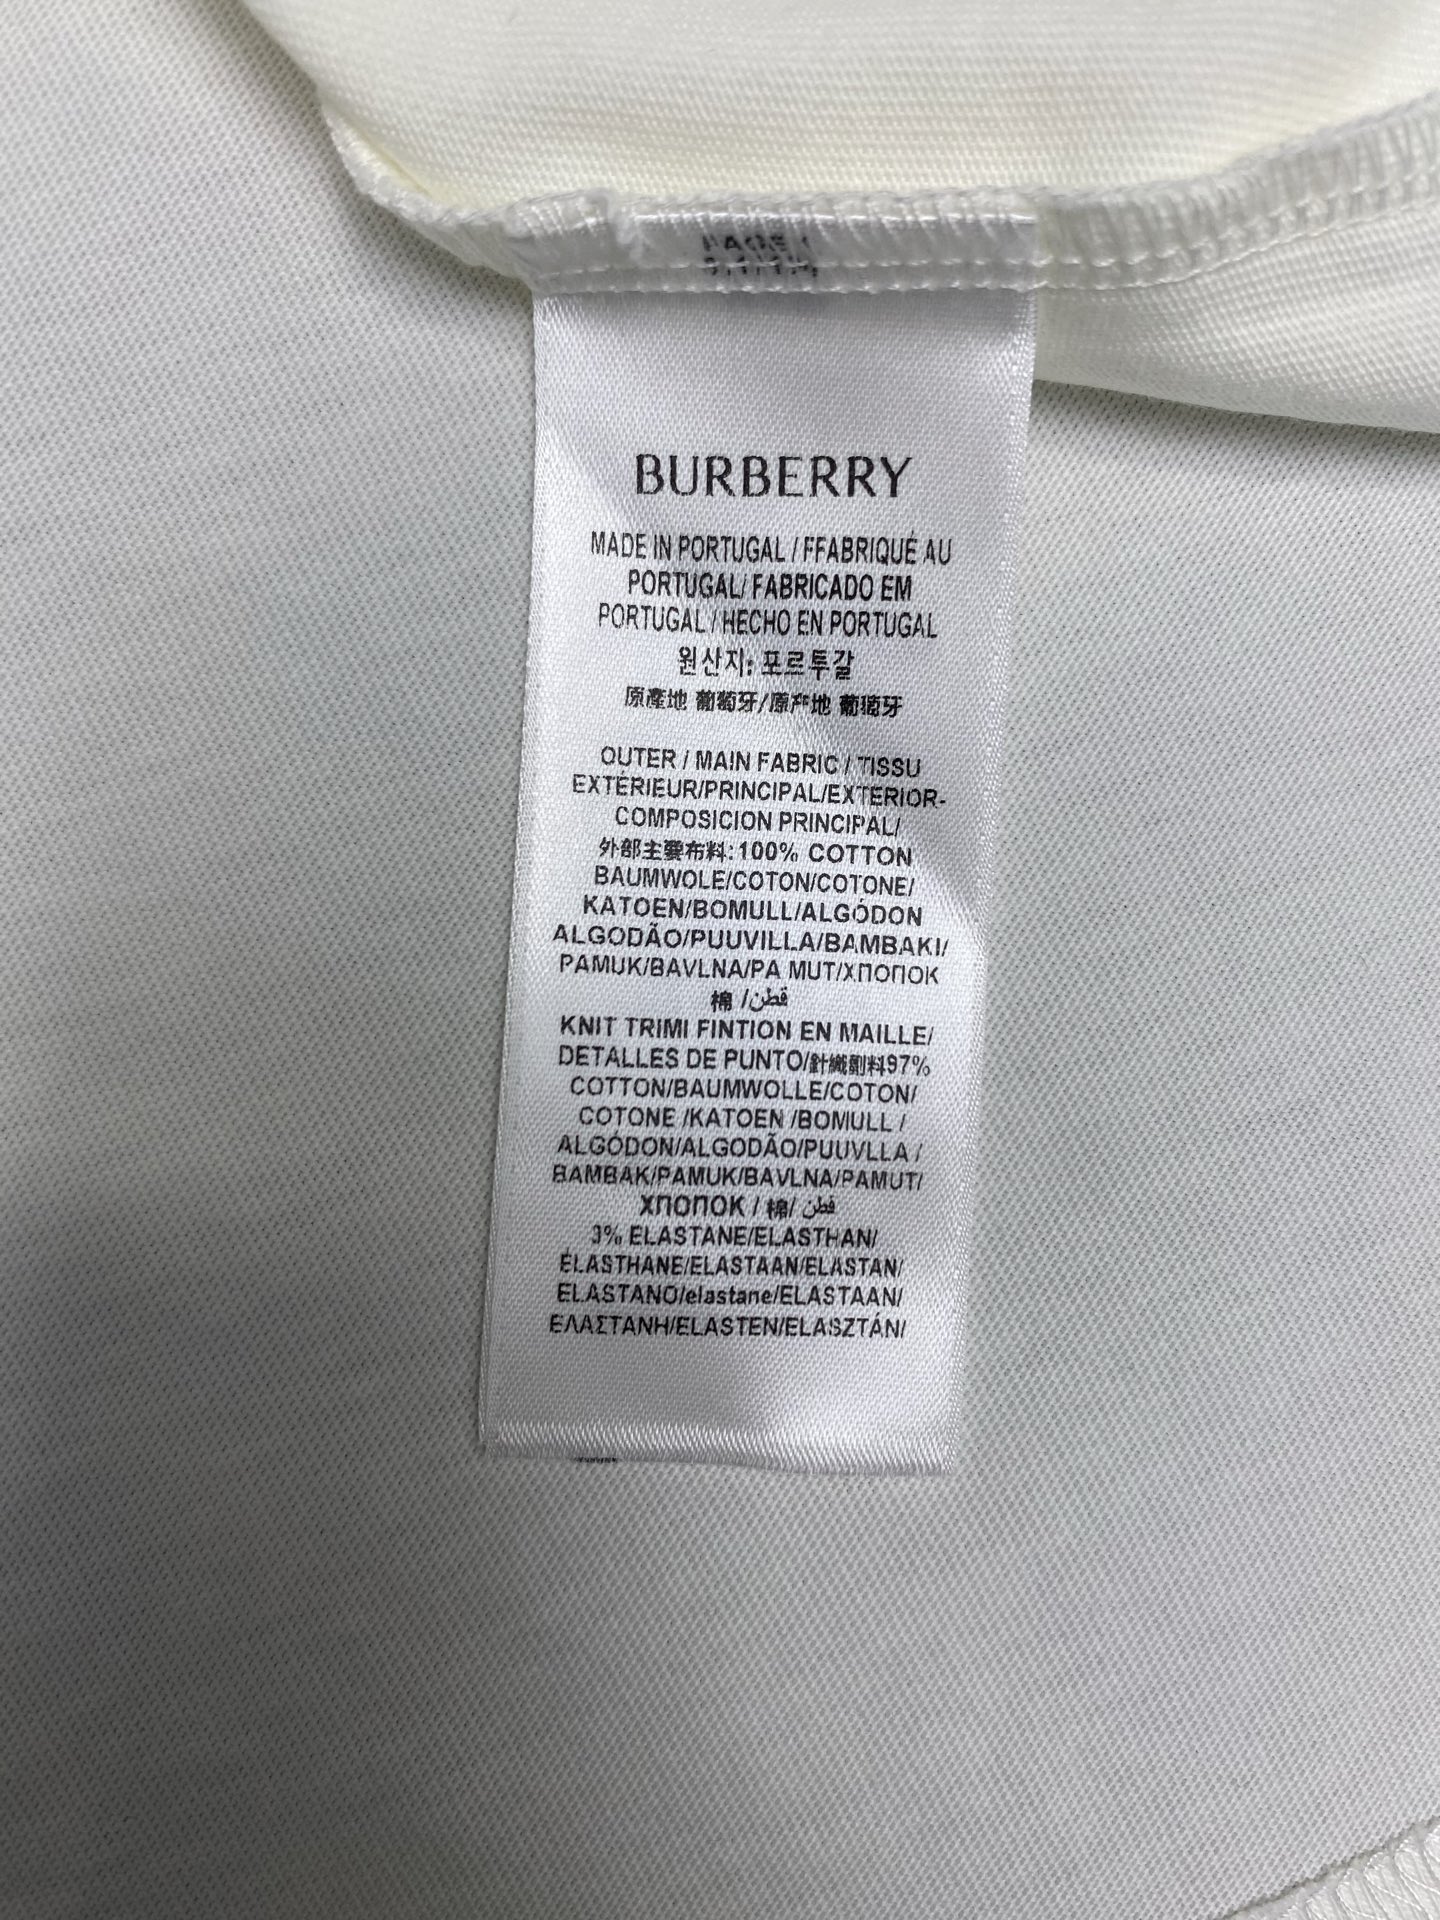 BURBERRY
MADE IN PORTUGAL / FFABRIQUÉ AU
PORTUGAL/ FABRICADO EM
PORTUGAL / HECHO EN PORTUGAL
원산지: 포르투갈
原產地 葡萄牙/原产地 葡萄牙
OUTER / MAIN FABRIC / TISSU
EXTÉRIEUR/PRINCIPAL/EXTERIOR-
COMPOSICION PRINCIPAL/
外部主要布料: 100% COTTON
BAUMWOLE/COTON/COTONE/
KATOEN/BOMULL/ALGÓDON
ALGODÃO/PUUVILLA/BAMBAKI/
PAMUK/BAVLNA/PA MUT/ХПОПОК
棉 /قطن
KNIT TRIMI FINTION EN MAILLE/
DETALLES DE PUNTO/針織副料97%
COTTON/BAUMWOLLE/COTON/
COTONE /KATOEN /BOMULL /
ALGÓDON/ALGODÃO/PUUVLLA /
BAMBAK/PAMUK/BAVLNA/PAMUT/
ХПОПОК / 棉/ قطن
3% ELASTANE/ELASTHAN/
ÉLASTHANE/ELASTAAN/ELASTAN/
ELASTANO/elastane/ELASTAAN/
ΕΛΑΣΤΑΝΗ/ELASTEN/ELASZTÁN/